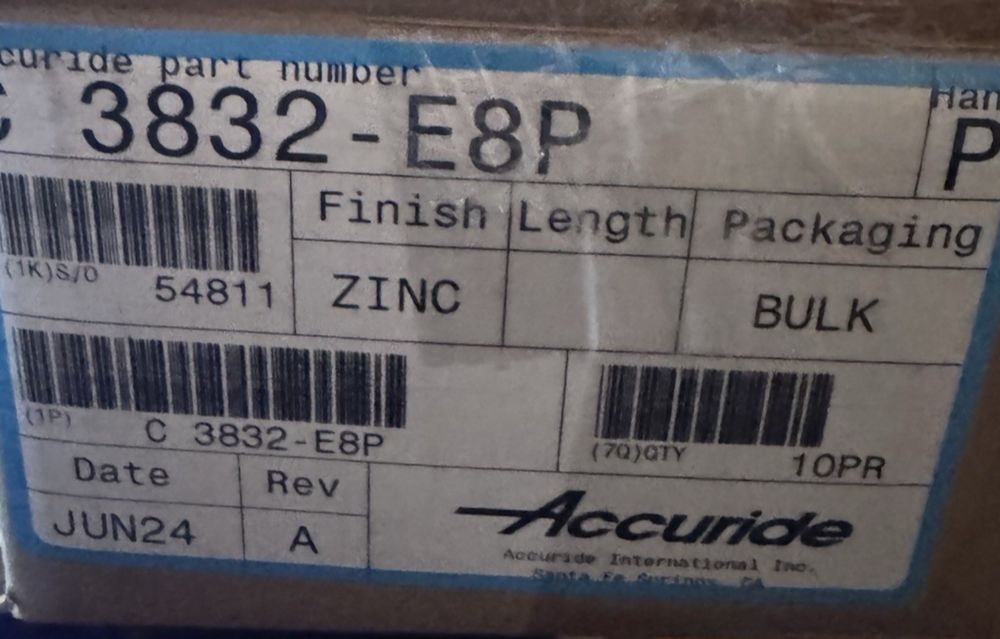 ccuride part number
C 3832-E8P
Han
P
Finish
Length
Packaging
(1K)S/O 54811
ZINC
BULK
(1P) C 3832-E8P
(7Q)QTY 10PR
Date
Rev
JUN24
A
Accuride
Accuride International Inc.
Santa Fe Springs, CA